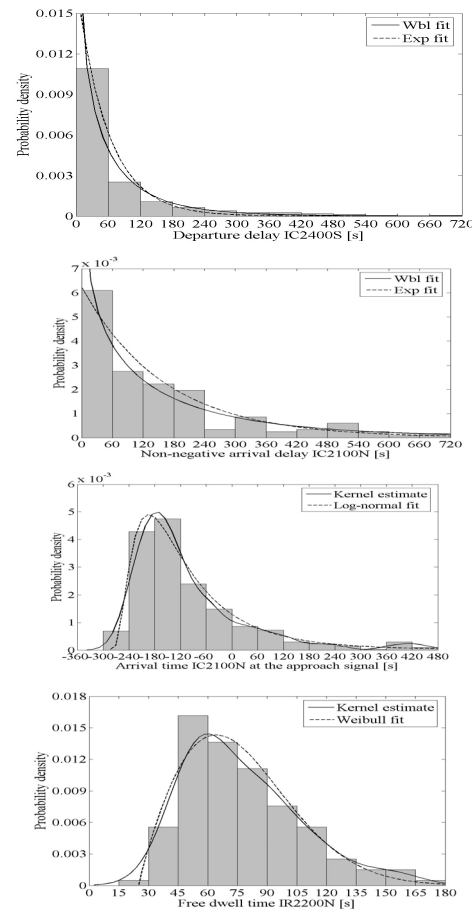 0.015
Wbl fit
Exp fit
0.012
0.009
0.006
0.003
0
Probability density
0 60 120 180 240 300 360 420 480 540 600 660 720
Departure delay IC2400S [s]
x 10-3
7
Wbl fit
Exp fit
6
5
4
3
2
1
0
Probability density
0 60 120 180 240 300 360 420 480 540 600 660 720
Non-negative arrival delay IC2100N [s]
x 10-3
6
Kernel estimate
Log-normal fit
5
4
3
2
1
0
Probability density
-360-300-240-180-120 -60 0 60 120 180 240 300 360 420 480
Arrival time IC2100N at the approach signal [s]
0.018
Kernel estimate
Weibull fit
0.015
0.012
0.009
0.006
0.003
0
Probability density
0 15 30 45 60 75 90 105 120 135 150 165 180
Free dwell time IR2200N [s]